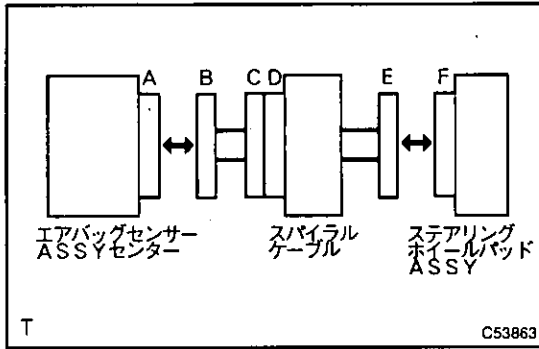 A B C D E F
エアバッグセンサー
ASSYセンター
スパイラル
ケーブル
ステアリング
ホイールパッド
ASSY
T
C53863